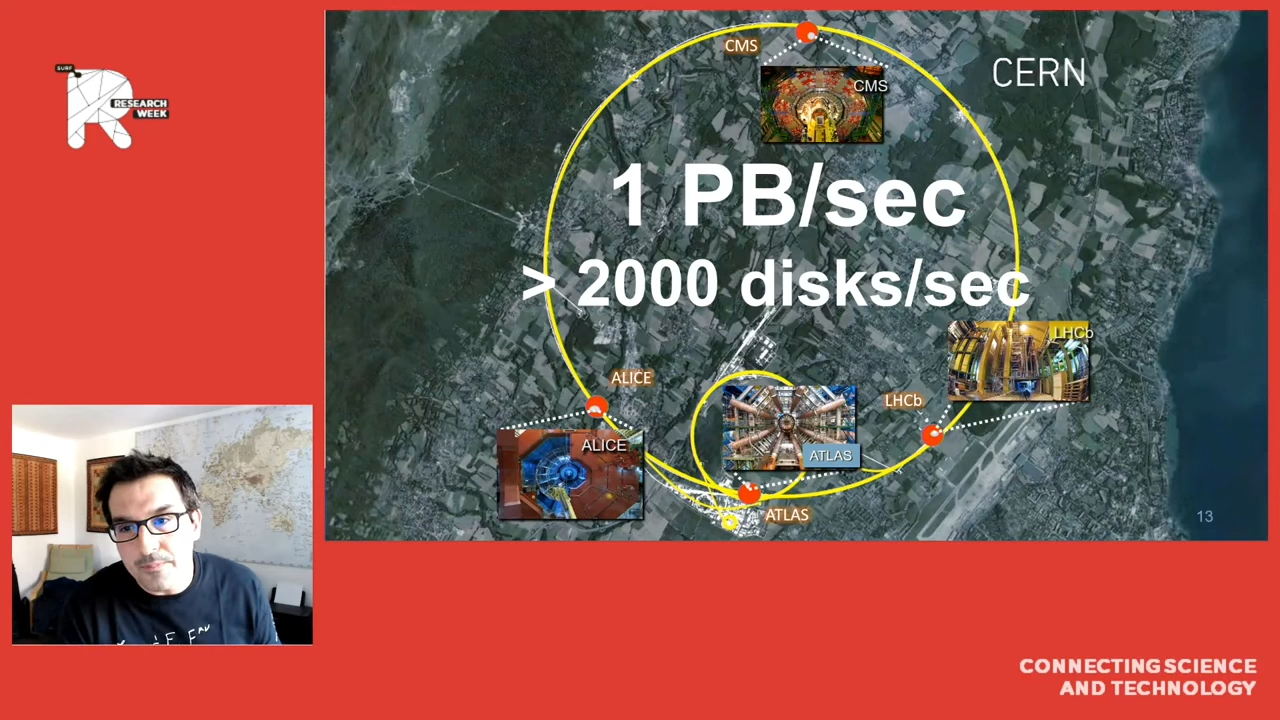 SURF
RESEARCH
WEEK
CMS
CMS
CERN
1 PB/sec
> 2000 disks/sec
LHCb
ALICE
LHCb
ALICE
ATLAS
ATLAS
13
CONNECTING SCIENCE
AND TECHNOLOGY